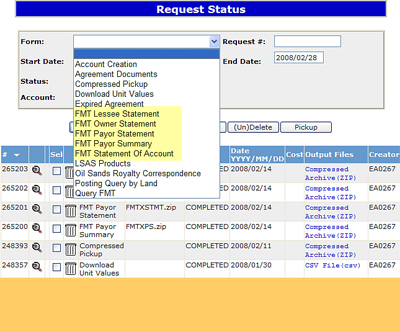 Request Status
Form: Request #:
Start Date: End Date: 2008/02/28
Status:
Account:
Account Creation
Agreement Documents
Compressed Pickup
Download Unit Values
Expired Agreement
FMT Lessee Statement
FMT Owner Statement
FMT Payor Statement
FMT Payor Summary
FMT Statement Of Account
LSAS Products
Oil Sands Royalty Correspondence
Posting Query by Land
Query FMT
(Un)Delete Pickup
# Sel Date YYYY/MM/DD Cost Output Files Creator
265203 COMPLETED 2008/02/14 Compressed Archive(ZIP) EA0267
265202 COMPLETED 2008/02/14 Compressed Archive(ZIP) EA0267
265201 FMT Payor Statement FMTXSTMT.zip COMPLETED 2008/02/14 Compressed Archive(ZIP) EA0267
265200 FMT Payor Summary FMTXPS.zip COMPLETED 2008/02/14 Compressed Archive(ZIP) EA0267
248393 Compressed Pickup COMPLETED 2008/02/11 Compressed Archive(ZIP) EA0267
248357 Download Unit Values COMPLETED 2008/01/30 CSV File(csv) EA0267